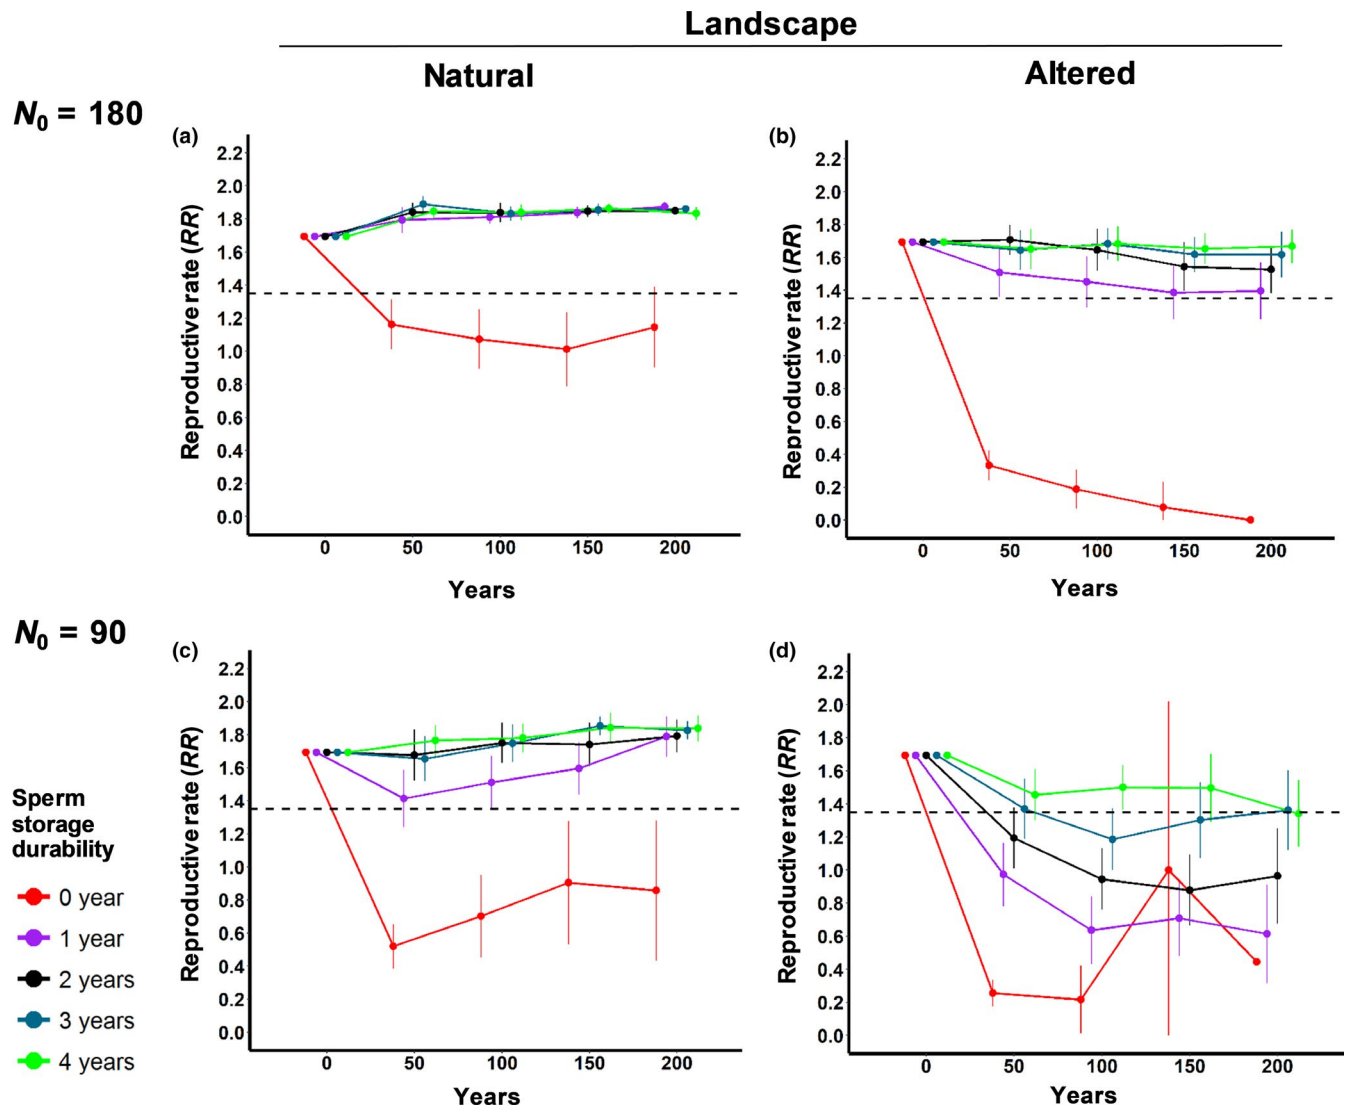 Landscape
Natural
Altered
N0 = 180
(a)
2.2
2.0
1.8
1.6
1.4
1.2
1.0
0.8
0.6
0.4
0.2
0.0
Reproductive rate (RR)
0 50 100 150 200
Years
(b)
2.2
2.0
1.8
1.6
1.4
1.2
1.0
0.8
0.6
0.4
0.2
0.0
Reproductive rate (RR)
0 50 100 150 200
Years
N0 = 90
(c)
2.2
2.0
1.8
1.6
1.4
1.2
1.0
0.8
0.6
0.4
0.2
0.0
Reproductive rate (RR)
0 50 100 150 200
Years
(d)
2.2
2.0
1.8
1.6
1.4
1.2
1.0
0.8
0.6
0.4
0.2
0.0
Reproductive rate (RR)
0 50 100 150 200
Years
Sperm
storage
durability
0 year
1 year
2 years
3 years
4 years